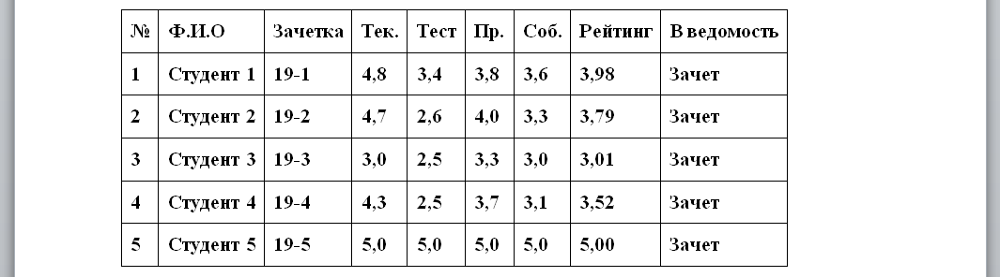 № Ф.И.О Зачетка Тек. Тест Пр. Соб. Рейтинг В ведомость
1 Студент 1 19-1 4,8 3,4 3,8 3,6 3,98 Зачет
2 Студент 2 19-2 4,7 2,6 4,0 3,3 3,79 Зачет
3 Студент 3 19-3 3,0 2,5 3,3 3,0 3,01 Зачет
4 Студент 4 19-4 4,3 2,5 3,7 3,1 3,52 Зачет
5 Студент 5 19-5 5,0 5,0 5,0 5,0 5,00 Зачет